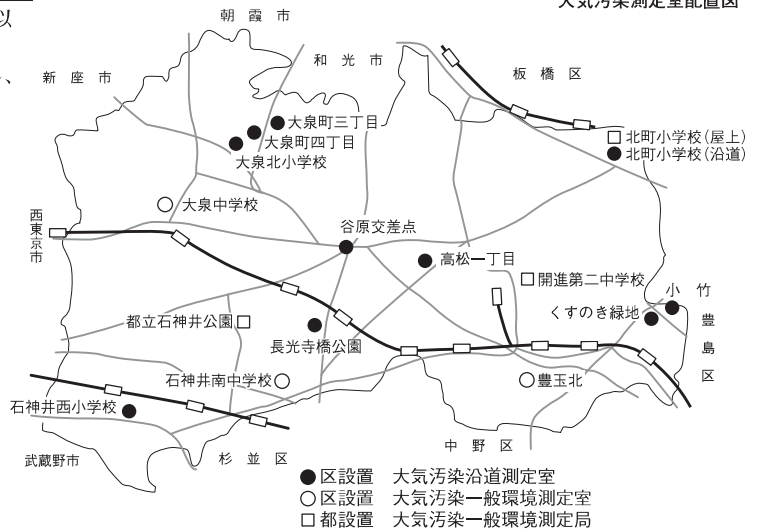 以
大気汚染測定室配置図
朝霞市
和光市
新座市
、
板橋区
大泉町三丁目
大泉町四丁目
大泉北小学校
北町小学校(屋上)
北町小学校(沿道)
大泉中学校
西東京市
谷原交差点
高松一丁目
開進第二中学校
小竹
くすのき緑地
豊島区
都立石神井公園
長光寺橋公園
石神井南中学校
豊玉北
石神井西小学校
武蔵野市
杉並区
中野区
●区設置 大気汚染沿道測定室
○区設置 大気汚染一般環境測定室
□都設置 大気汚染一般環境測定局